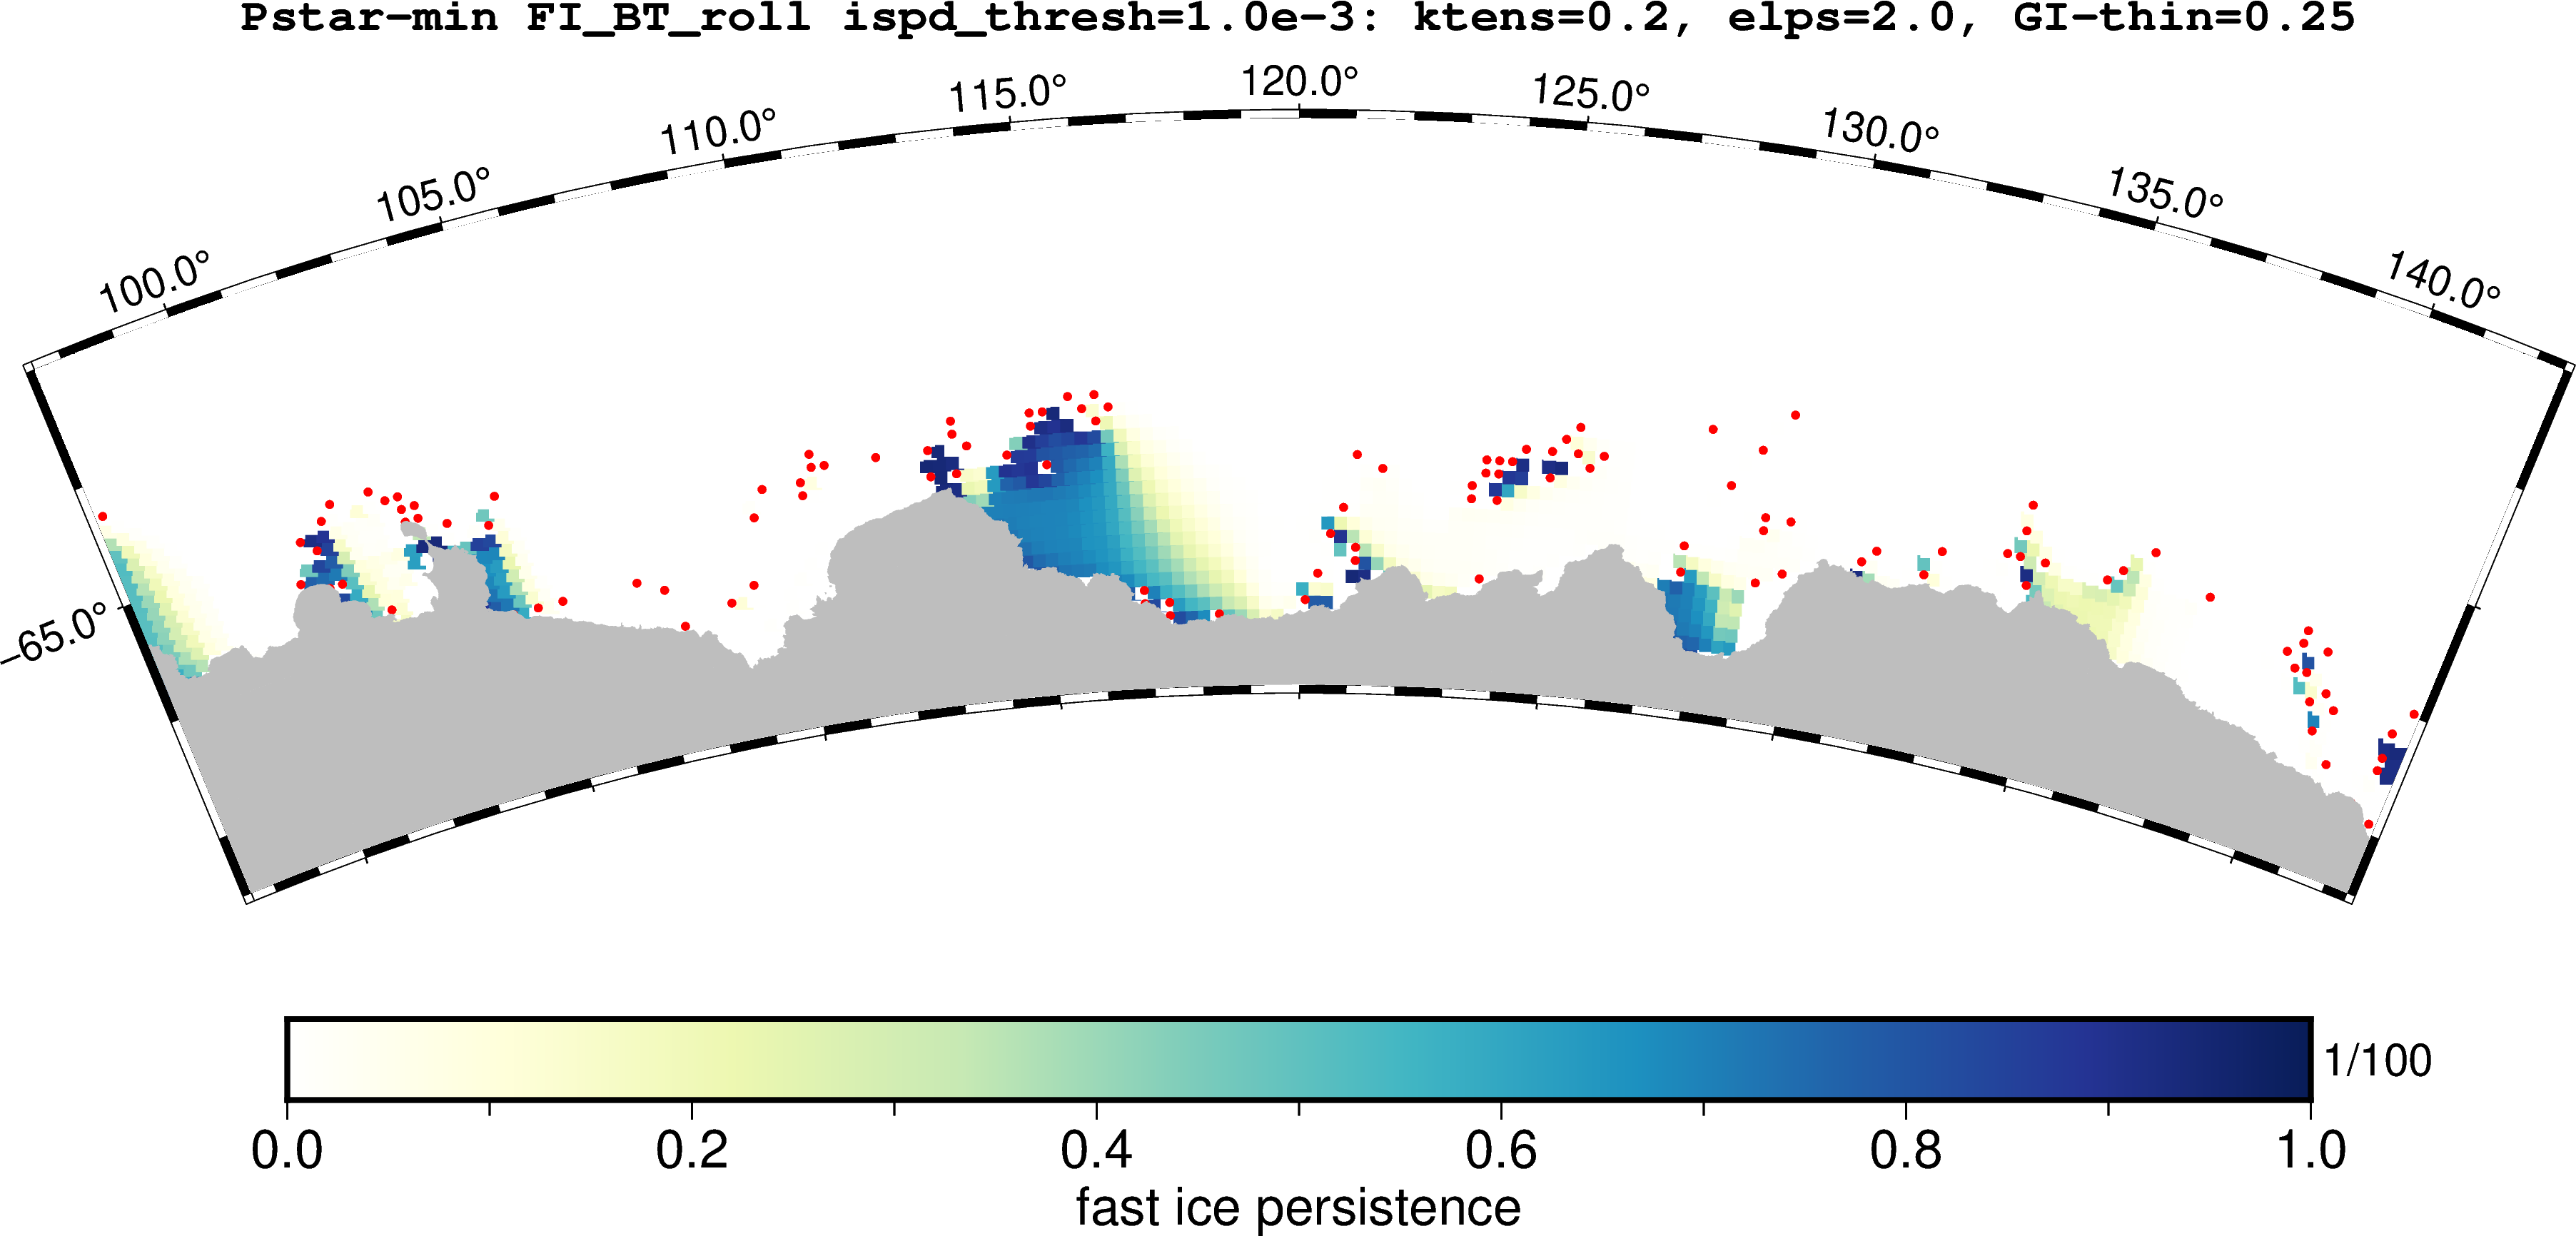 Pstar-min FI_BT_roll ispd_thresh=1.0e-3: ktens=0.2, elps=2.0, GI-thin=0.25
100.0° 105.0° 110.0° 115.0° 120.0° 125.0° 130.0° 135.0° 140.0°
-65.0°
1/100
0.0 0.2 0.4 0.6 0.8 1.0
fast ice persistence